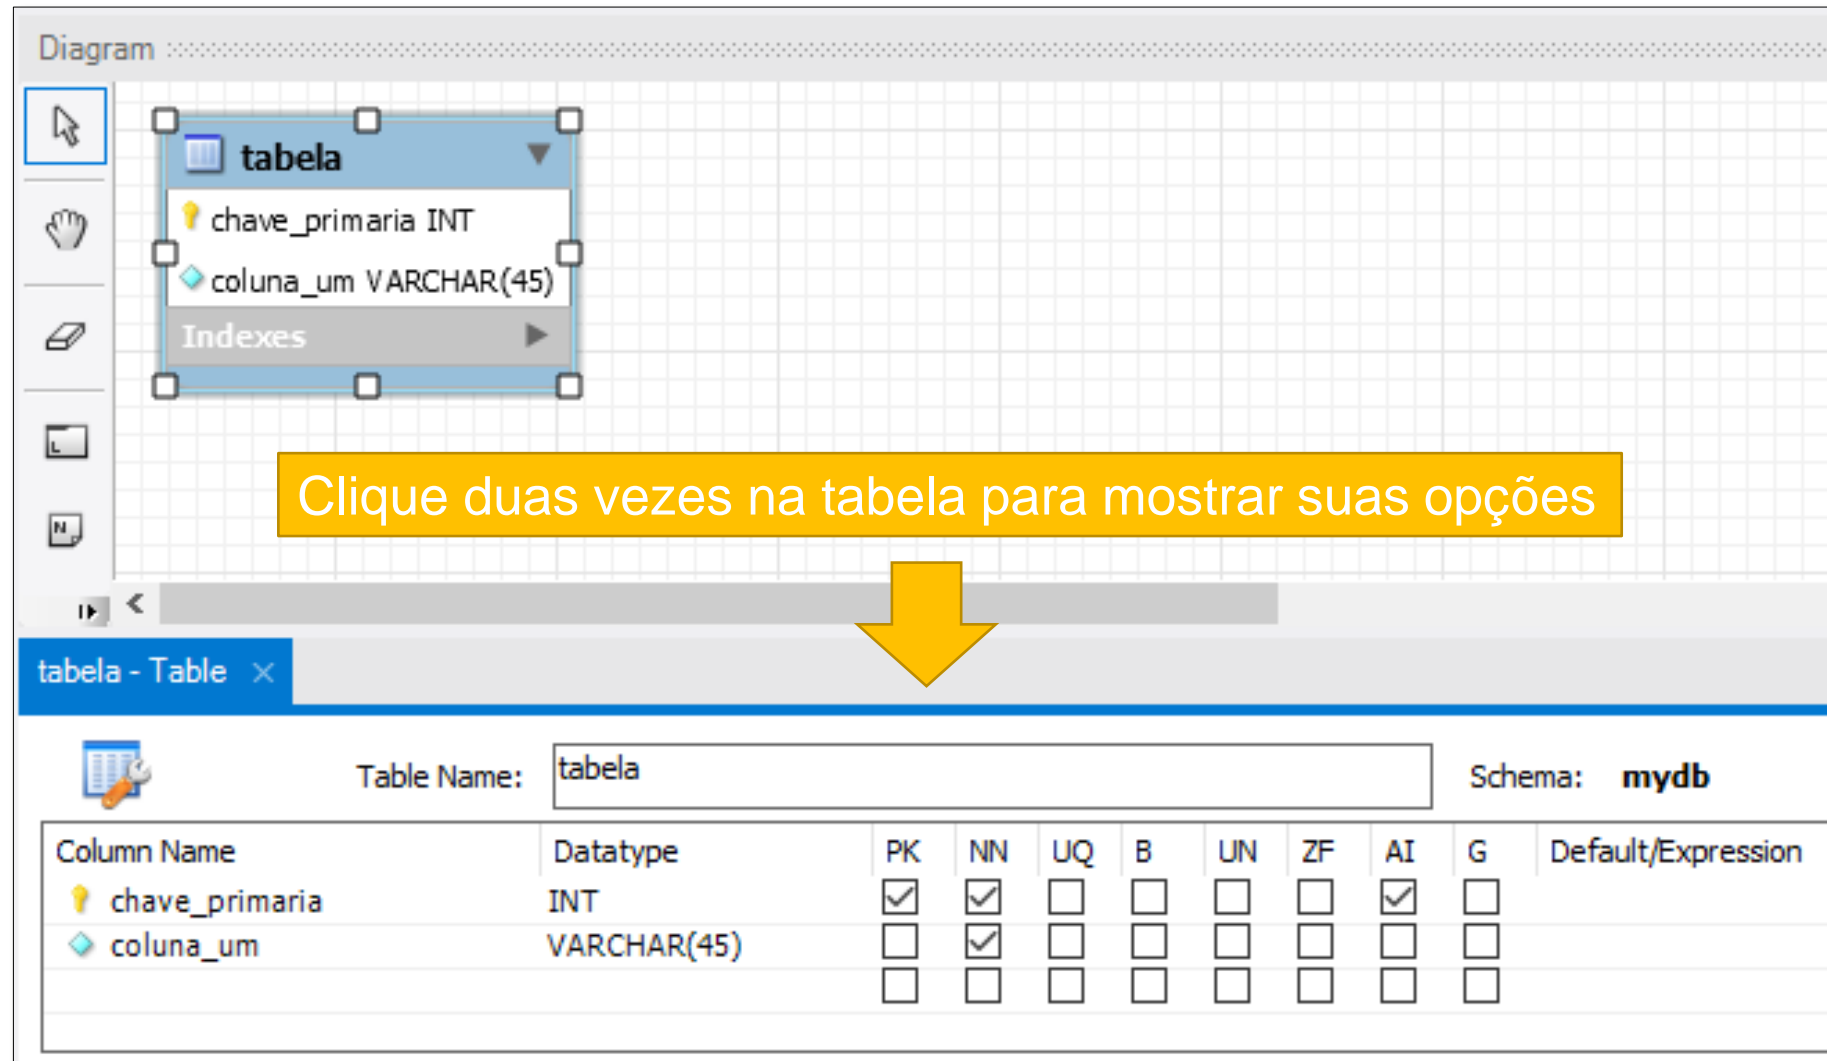 Diagram
tabela
chave_primaria INT
coluna_um VARCHAR(45)
Indexes
L
N
Clique duas vezes na tabela para mostrar suas opções
tabela - Table
Table Name: tabela Schema: mydb
Column Name Datatype PK NN UQ B UN ZF AI G Default/Expression
chave_primaria INT
coluna_um VARCHAR(45)